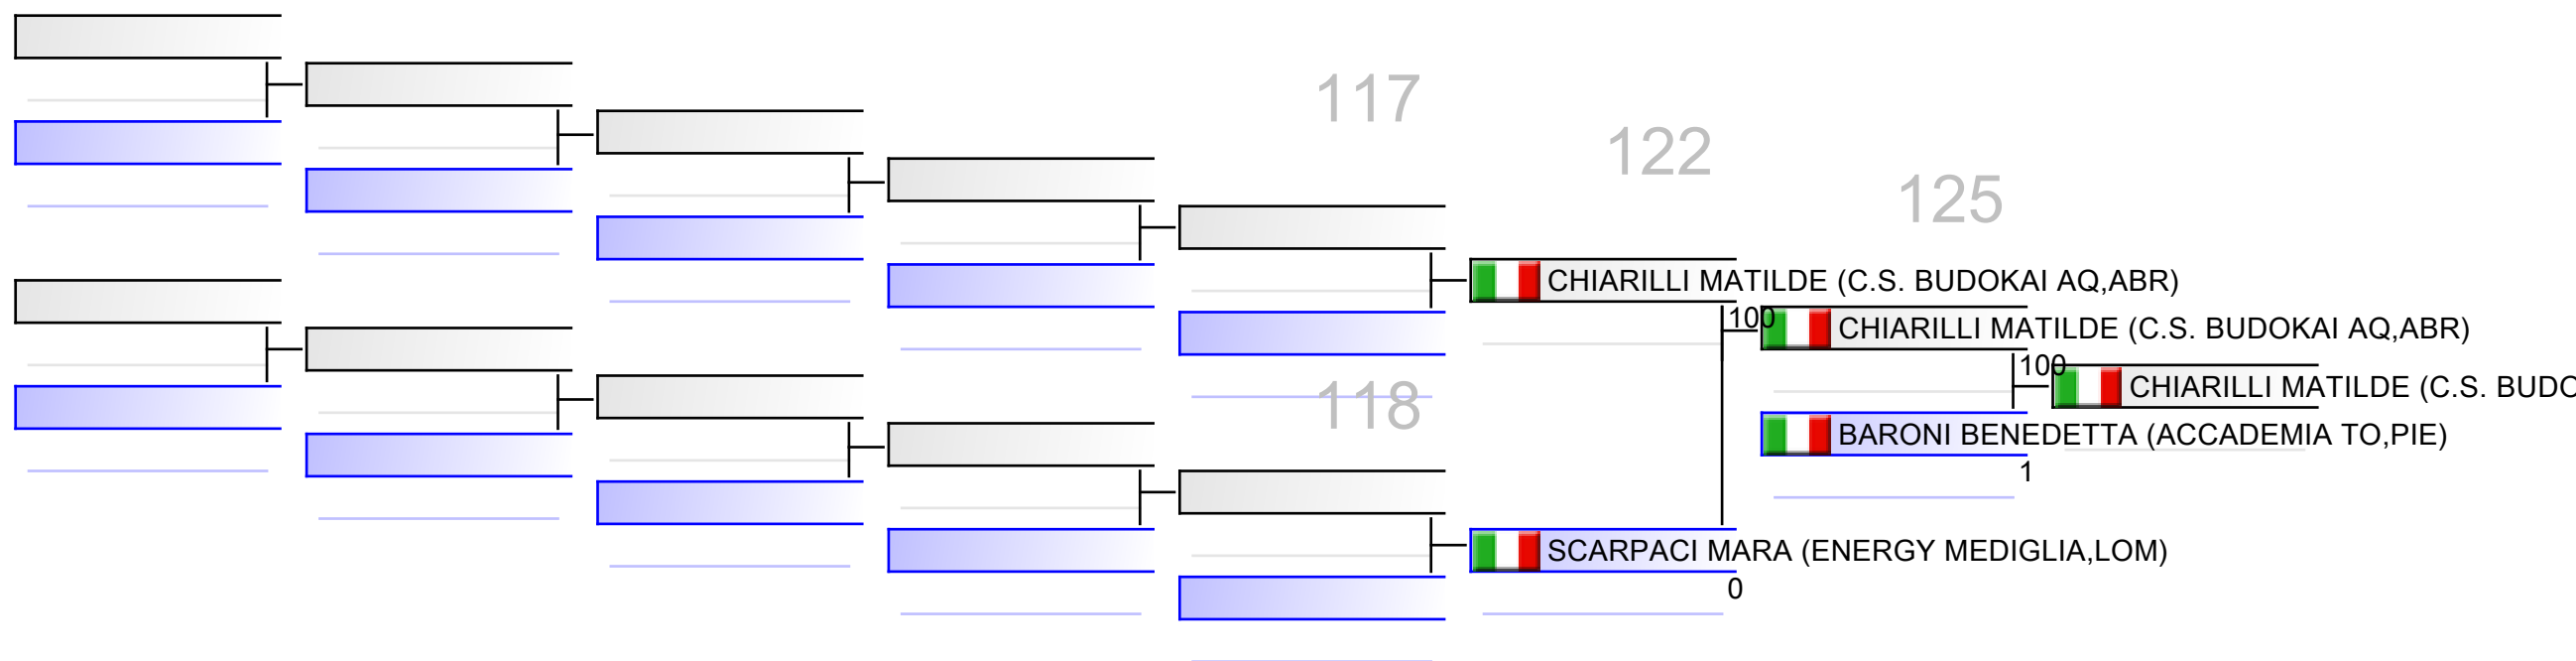 117
122
125
CHIARILLI MATILDE (C.S. BUDOKAI AQ,ABR)
100
CHIARILLI MATILDE (C.S. BUDOKAI AQ,ABR)
100
CHIARILLI MATILDE (C.S. BUDO
118
BARONI BENEDETTA (ACCADEMIA TO,PIE)
1
SCARPACI MARA (ENERGY MEDIGLIA,LOM)
0